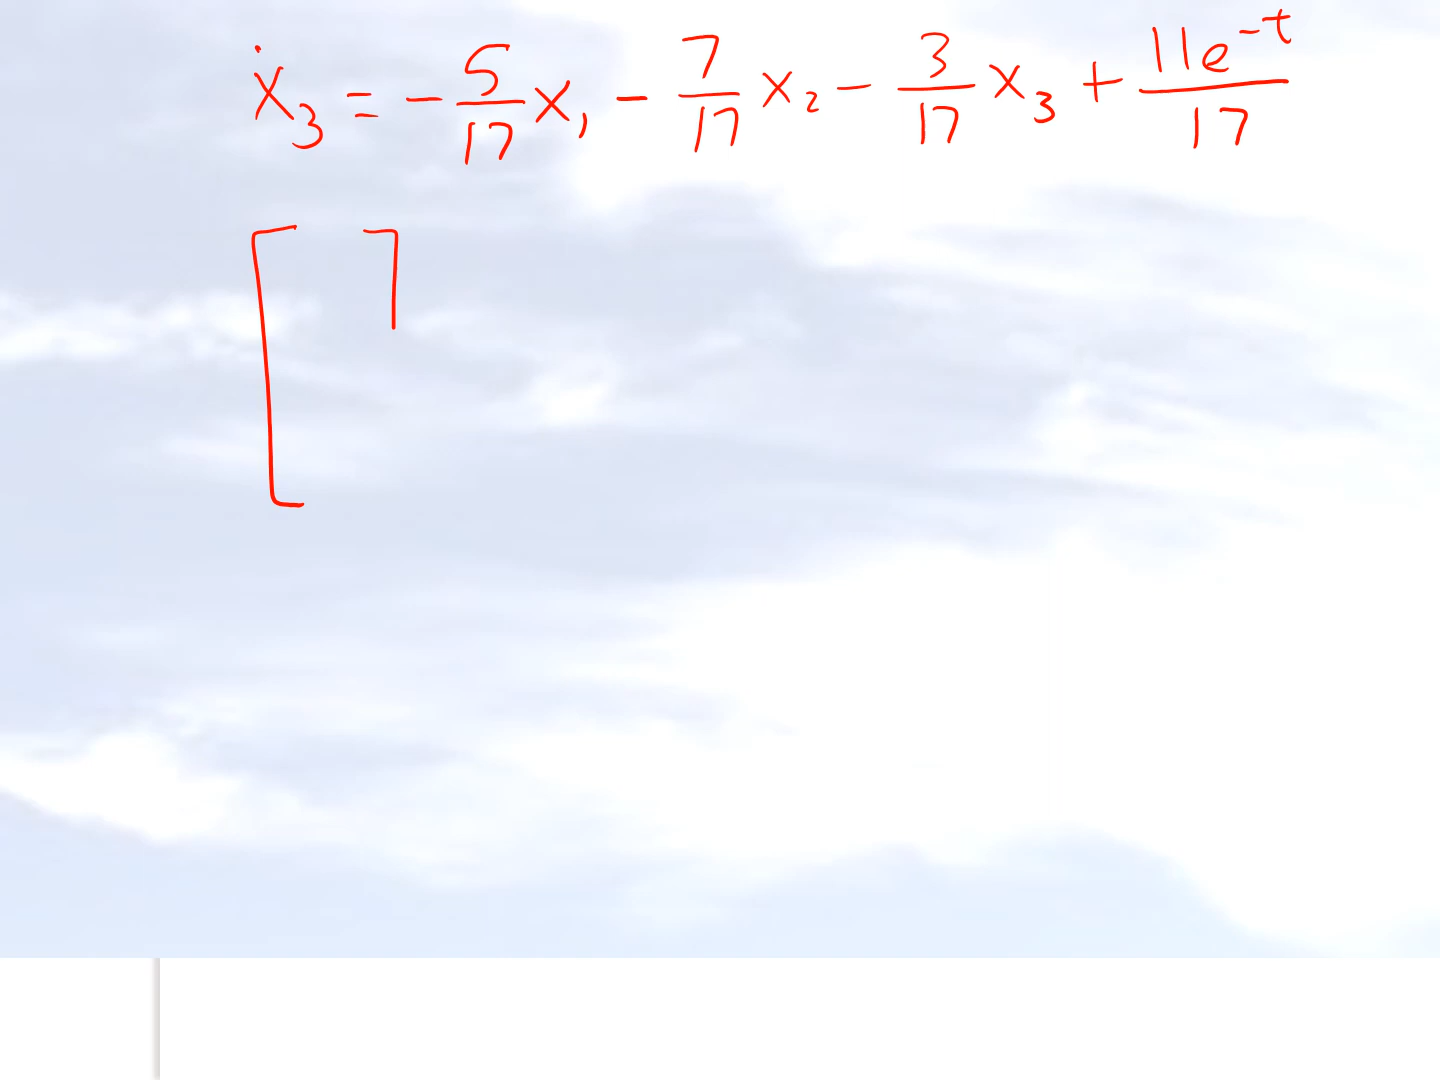 ẋ₃ = -5/17 x₁ - 7/17 x₂ - 3/17 x₃ + 11e^-t/17